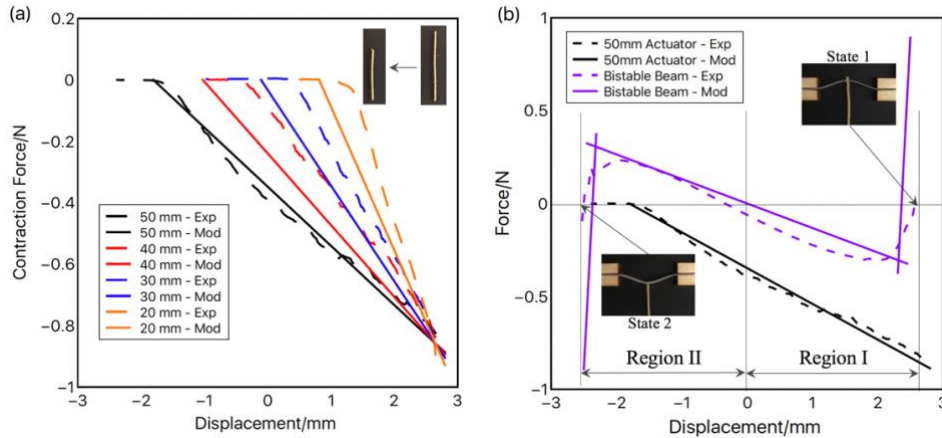 (a)
0.2
0
−0.2
−0.4
−0.6
−0.8
−1
Contraction Force/N
50 mm - Exp
50 mm - Mod
40 mm - Exp
40 mm - Mod
30 mm - Exp
30 mm - Mod
20 mm - Exp
20 mm - Mod
−3 −2 −1 0 1 2 3
Displacement/mm
(b)
1
0.5
0
−0.5
−1
Force/N
50mm Actuator - Exp
50mm Actuator - Mod
Bistable Beam - Exp
Bistable Beam - Mod
State 1
State 2
Region II
Region I
−3 −2 −1 0 1 2 3
Displacement/mm